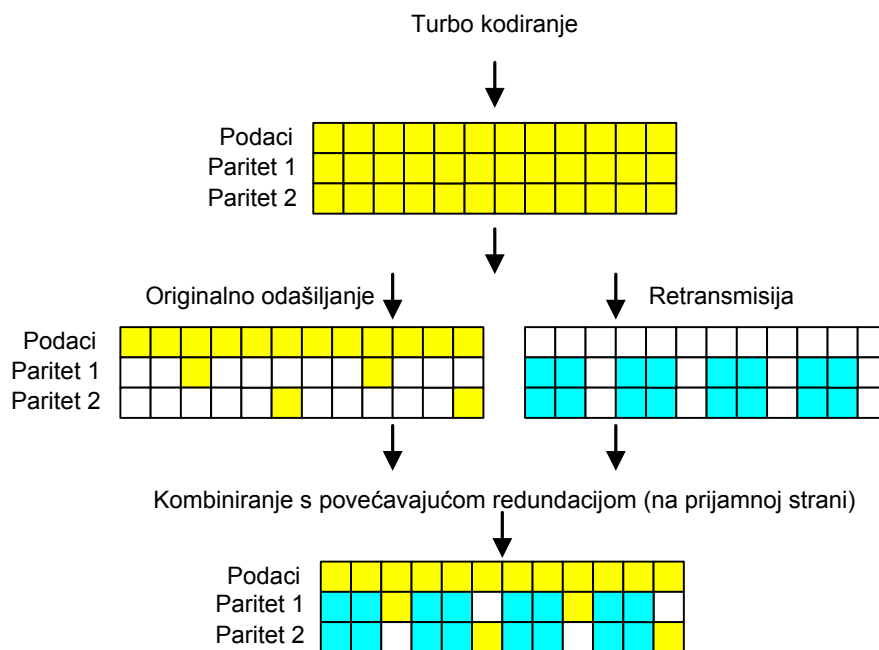 Turbo kodiranje
Podaci
Paritet 1
Paritet 2
Originalno odašiljanje
Retransmisija
Podaci
Paritet 1
Paritet 2
Kombiniranje s povećavajućom redundacijom (na prijamnoj strani)
Podaci
Paritet 1
Paritet 2